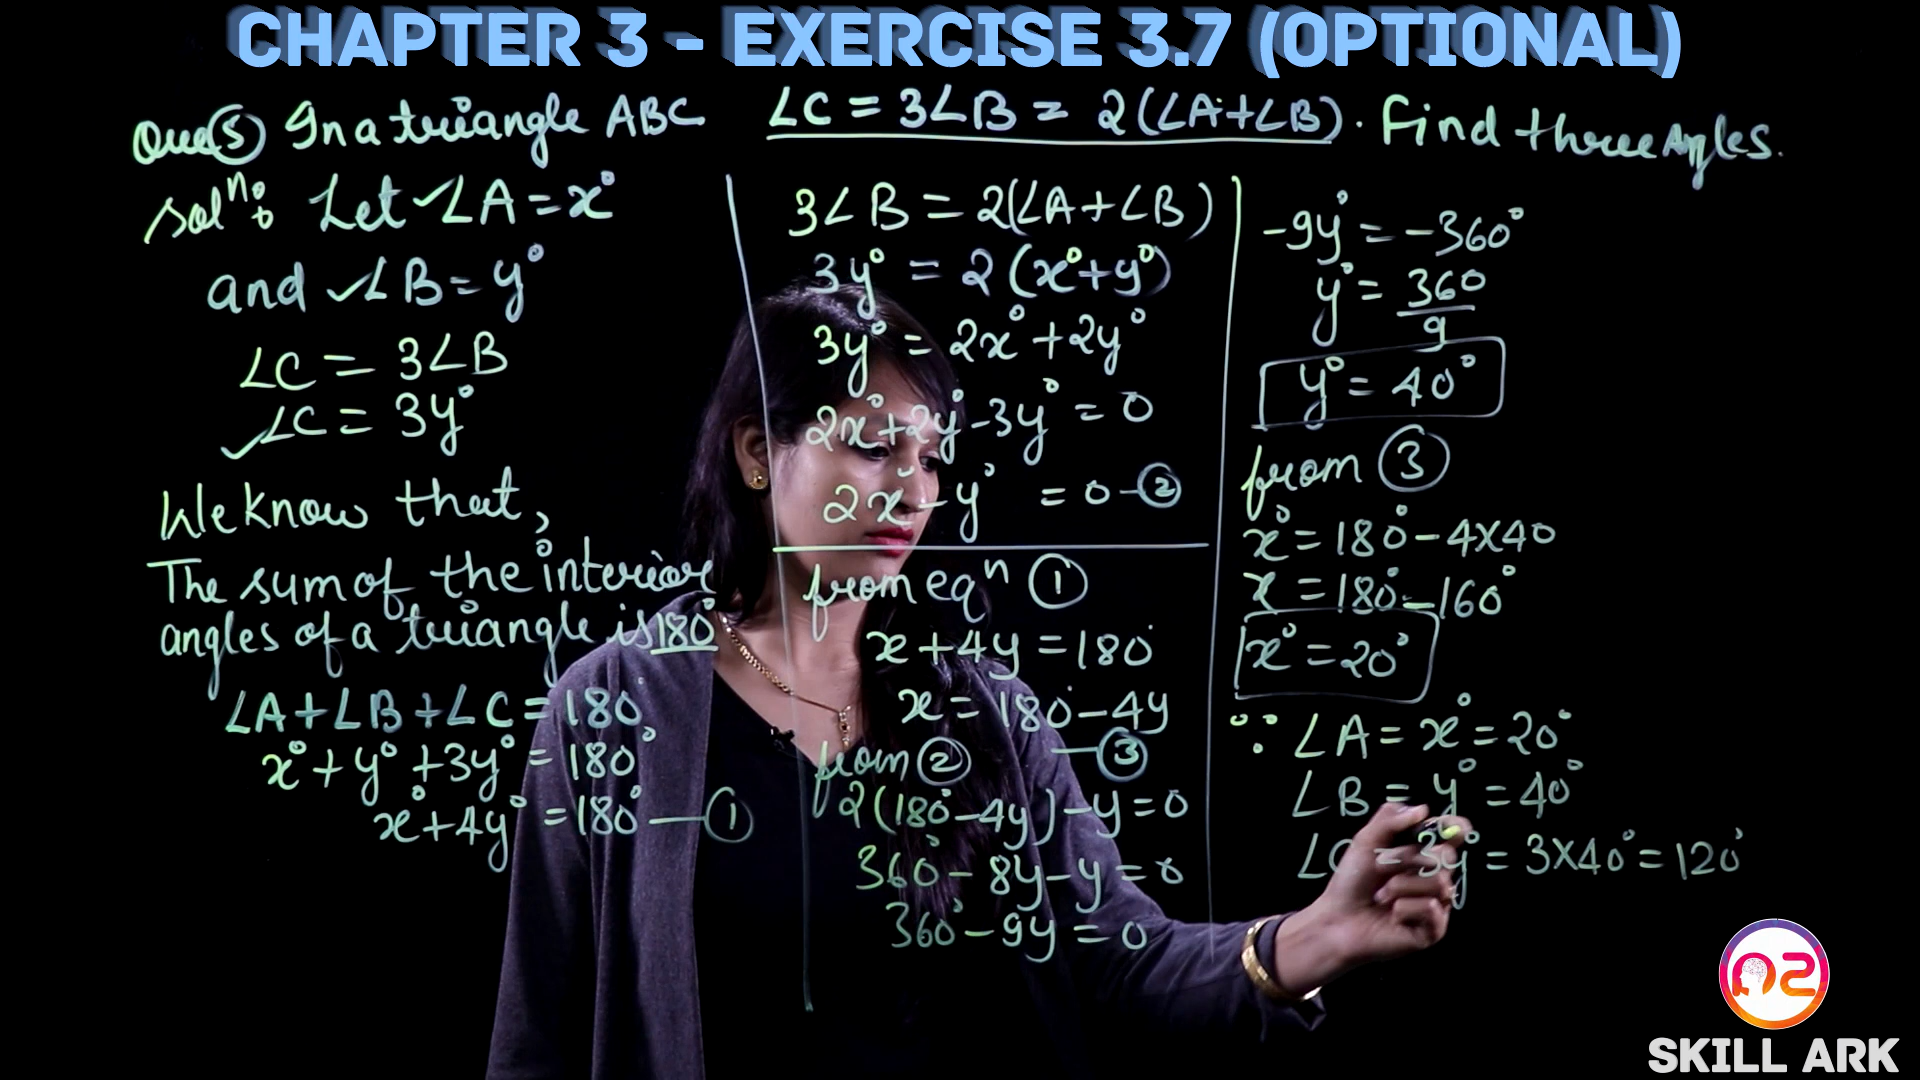 CHAPTER 3 - EXERCISE 3.7 (OPTIONAL)
Que(5) In a triangle ABC ∠C = 3∠B = 2(∠A+∠B). Find three Angles.
solⁿ: Let ✓∠A = x°
and ✓∠B = y°
∠C = 3∠B
✓∠C = 3y°
We know that,
The sum of the interior
angles of a triangle is 180°
∠A+∠B+∠C = 180°
x°+y°+3y° = 180°
x°+4y° = 180° — ①
3∠B = 2(∠A+∠B)
3y° = 2(x°+y°)
3y° = 2x°+2y°
2x°+2y°-3y° = 0
2x°-y° = 0 - ②
from eqⁿ ①
x+4y = 180°
x = 180°-4y
— ③
from ②
2(180°-4y)-y = 0
360°-8y-y = 0
360°-9y = 0
-9y° = -360°
y° = 360/9
y° = 40°
from ③
x° = 180°-4×40
x = 180°-160°
x° = 20°
∵ ∠A = x° = 20°
∠B = y° = 40°
∠C = 3y° = 3×40° = 120°
SKILL ARK